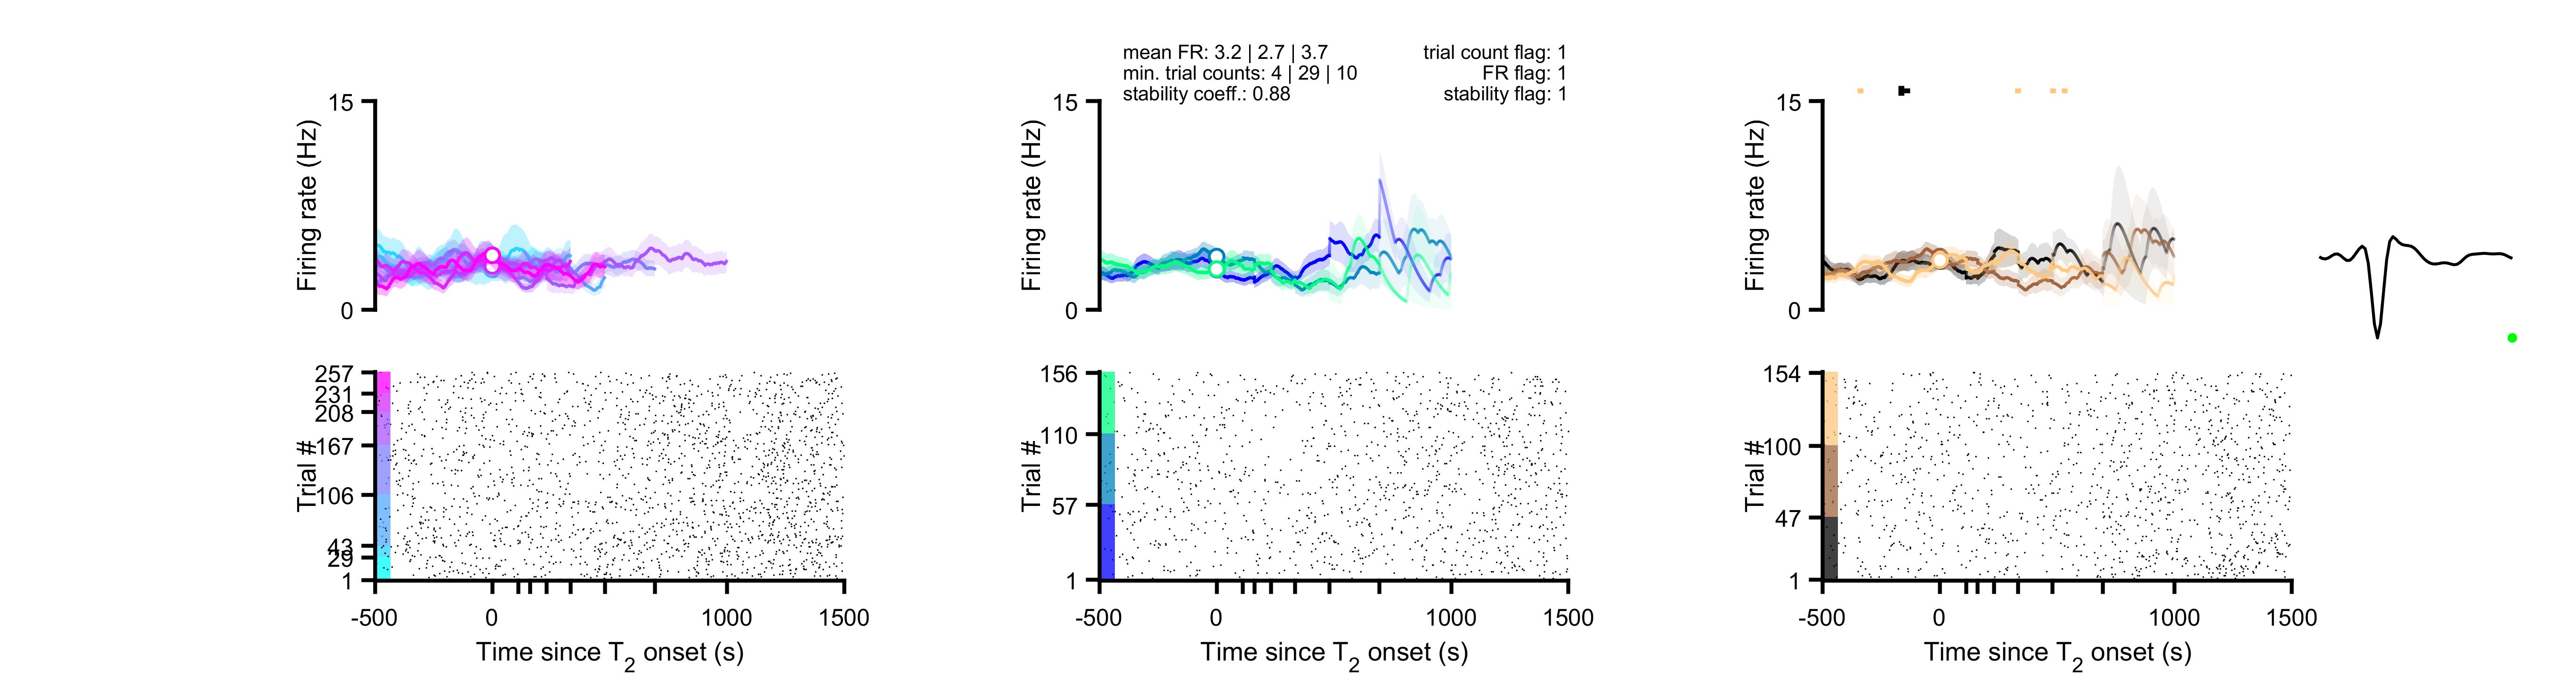 mean FR: 3.2 | 2.7 | 3.7
min. trial counts: 4 | 29 | 10
stability coeff.: 0.88
trial count flag: 1
FR flag: 1
stability flag: 1
15
Firing rate (Hz)
0
15
Firing rate (Hz)
0
15
Firing rate (Hz)
0
257
231
208
167
106
43
29
1
Trial #
-500
0
1000
1500
Time since T2 onset (s)
156
110
57
1
Trial #
-500
0
1000
1500
Time since T2 onset (s)
154
100
47
1
Trial #
-500
0
1000
1500
Time since T2 onset (s)